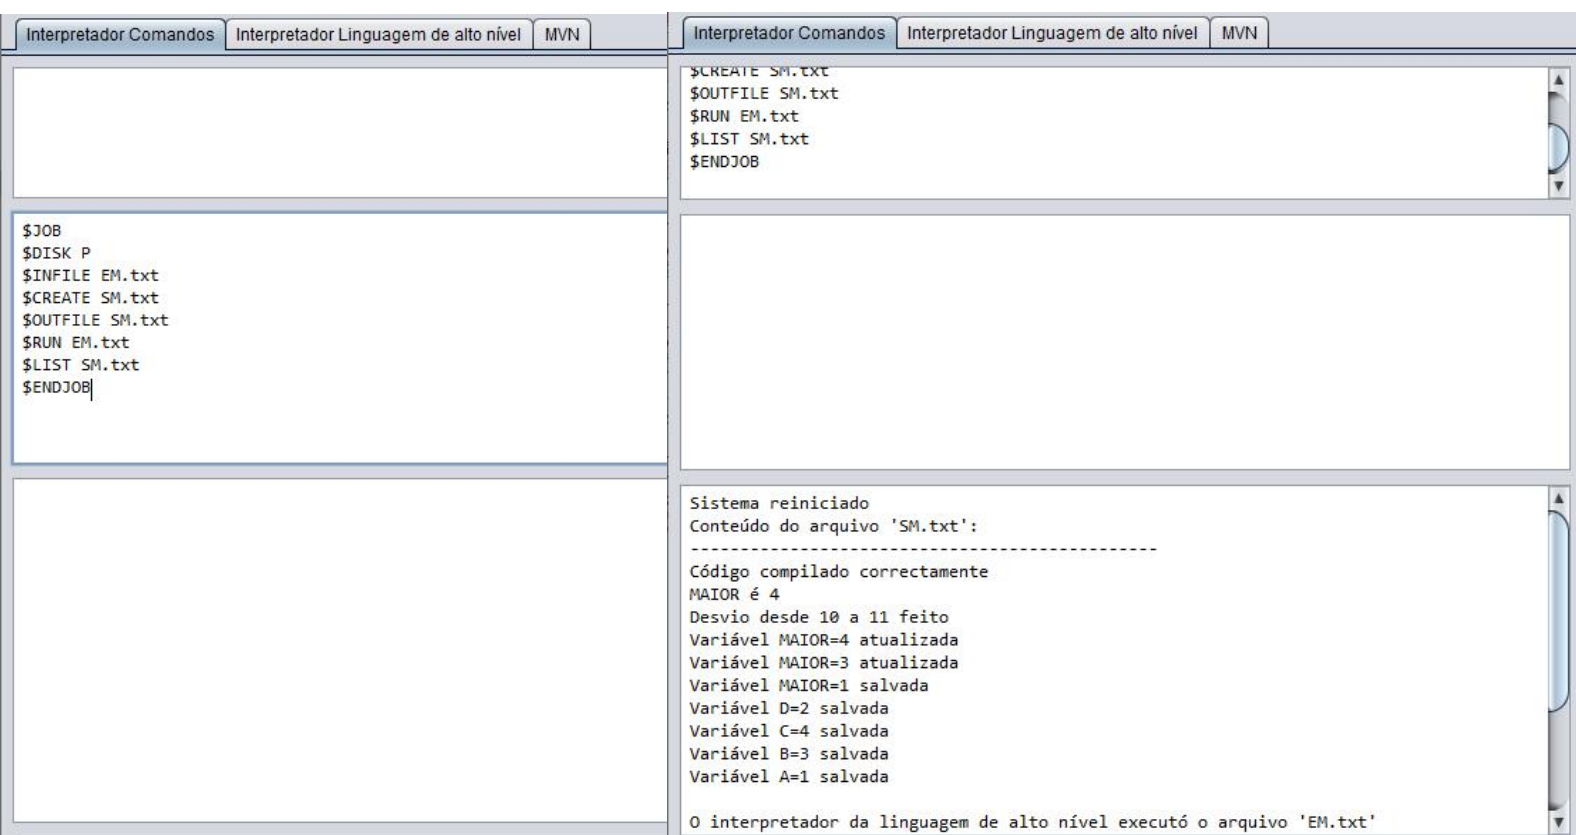 Interpretador Comandos
Interpretador Linguagem de alto nível
MVN
$JOB
$DISK P
$INFILE EM.txt
$CREATE SM.txt
$OUTFILE SM.txt
$RUN EM.txt
$LIST SM.txt
$ENDJOB
Interpretador Comandos
Interpretador Linguagem de alto nível
MVN
$CREATE SM.txt
$OUTFILE SM.txt
$RUN EM.txt
$LIST SM.txt
$ENDJOB
Sistema reiniciado
Conteúdo do arquivo 'SM.txt':
-----------------------------------------------
Código compilado correctamente
MAIOR é 4
Desvio desde 10 a 11 feito
Variável MAIOR=4 atualizada
Variável MAIOR=3 atualizada
Variável MAIOR=1 salvada
Variável D=2 salvada
Variável C=4 salvada
Variável B=3 salvada
Variável A=1 salvada
O interpretador da linguagem de alto nível executó o arquivo 'EM.txt'